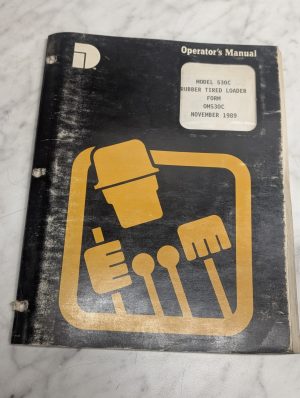 Operator's Manual
MODEL 530C
RUBBER TIRED LOADER
FORM
OM530C
NOVEMBER 1989